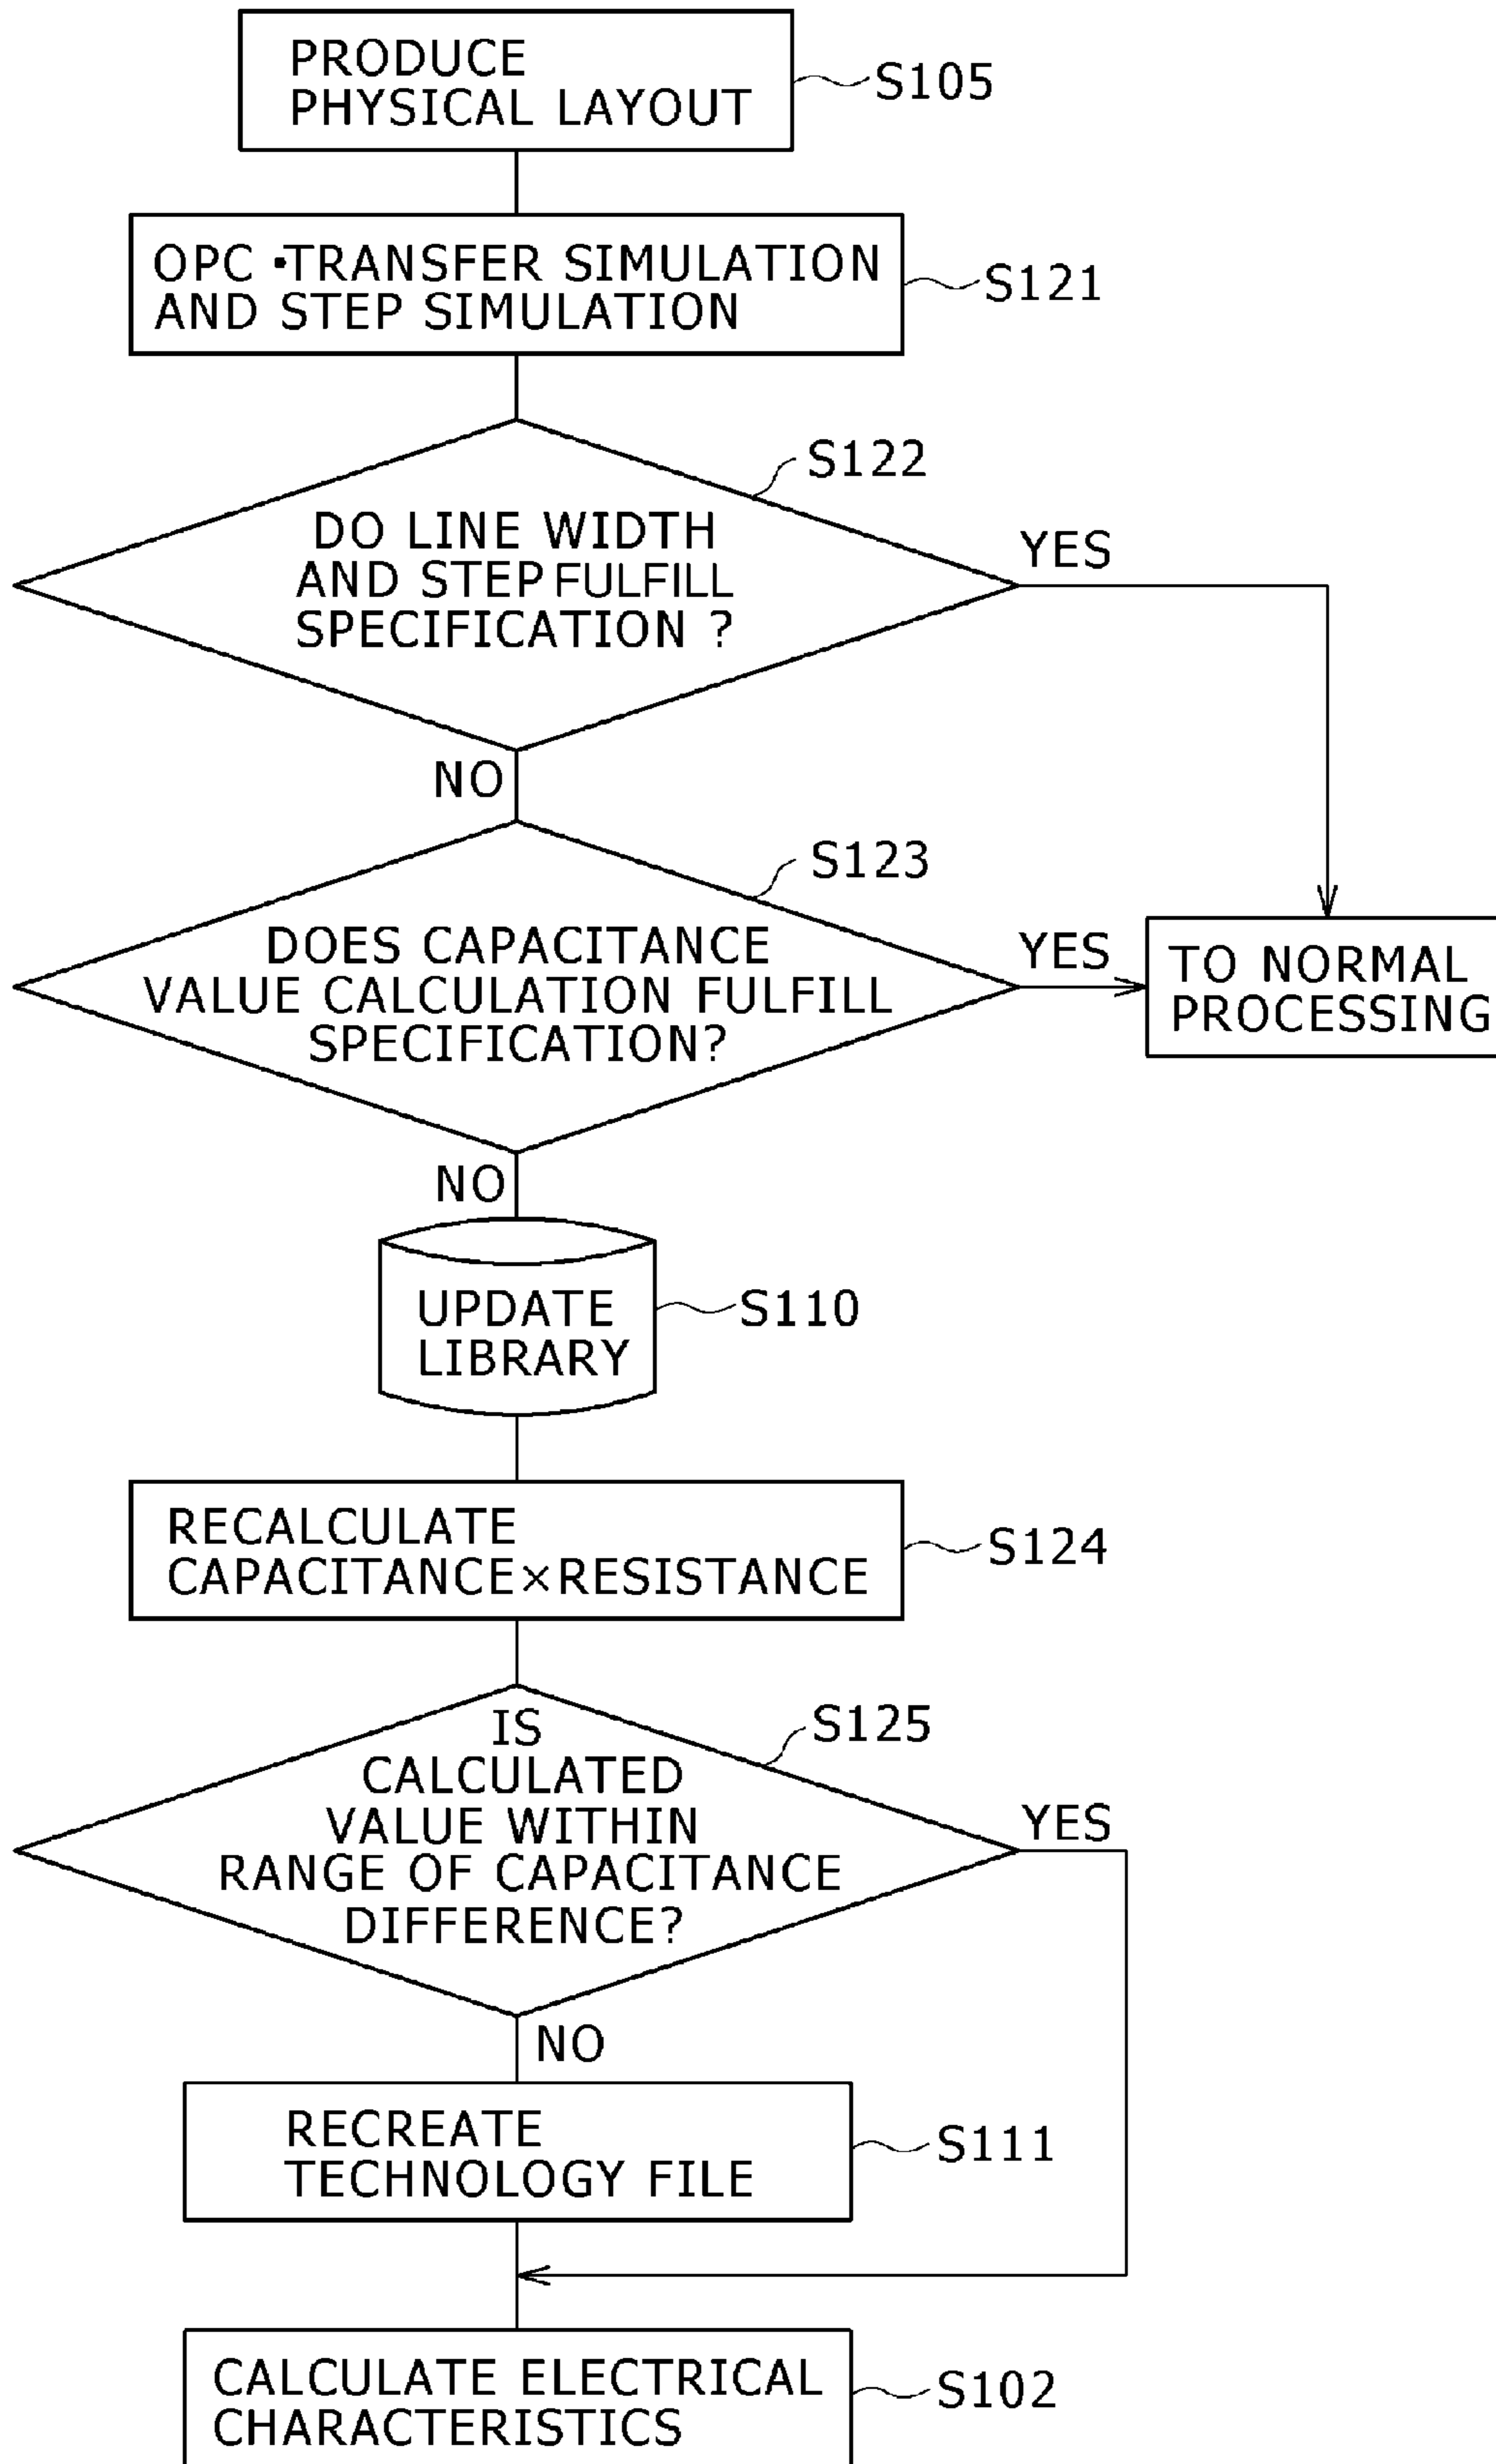 PRODUCE
PHYSICAL LAYOUT
S105
OPC ·TRANSFER SIMULATION
AND STEP SIMULATION
S121
S122
DO LINE WIDTH
AND STEP FULFILL
SPECIFICATION ?
YES
NO
S123
DOES CAPACITANCE
VALUE CALCULATION FULFILL
SPECIFICATION?
YES
TO NORMAL
PROCESSING
NO
UPDATE
LIBRARY
S110
RECALCULATE
CAPACITANCE×RESISTANCE
S124
S125
IS
CALCULATED
VALUE WITHIN
RANGE OF CAPACITANCE
DIFFERENCE?
YES
NO
RECREATE
TECHNOLOGY FILE
S111
CALCULATE ELECTRICAL
CHARACTERISTICS
S102